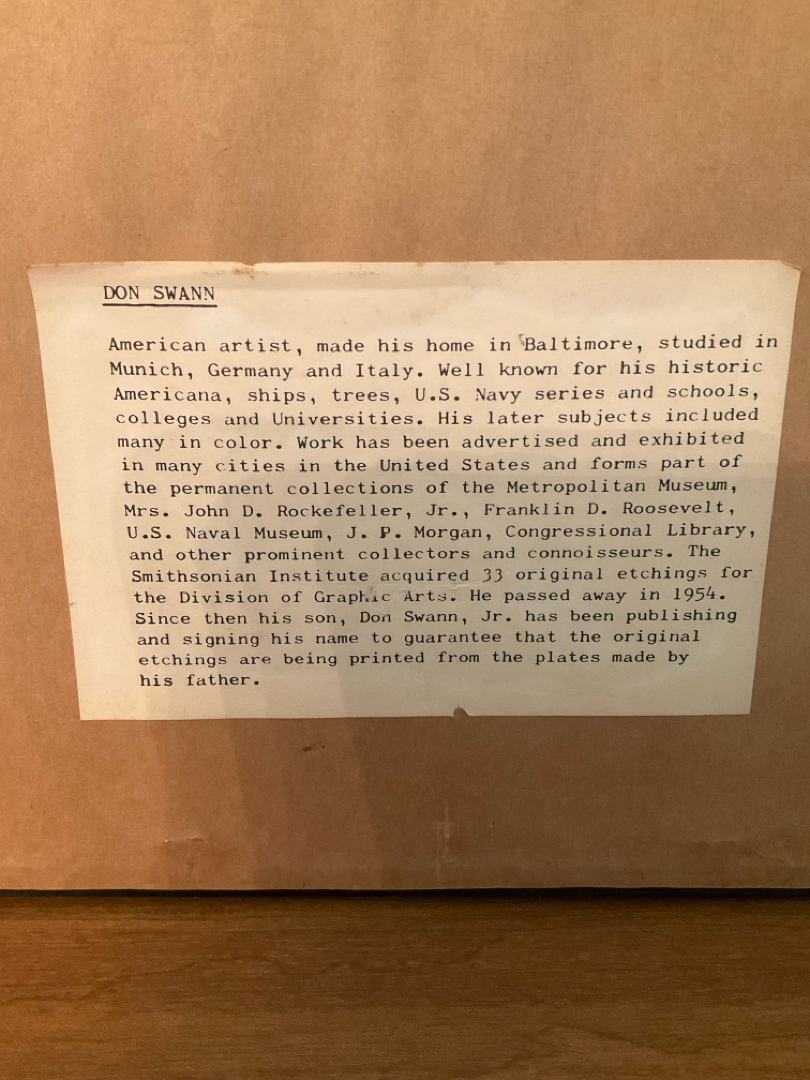 DON SWANN
American artist, made his home in Baltimore, studied in
Munich, Germany and Italy. Well known for his historic
Americana, ships, trees, U.S. Navy series and schools,
colleges and Universities. His later subjects included
many in color. Work has been advertised and exhibited
in many cities in the United States and forms part of
the permanent collections of the Metropolitan Museum,
Mrs. John D. Rockefeller, Jr., Franklin D. Roosevelt,
U.S. Naval Museum, J. P. Morgan, Congressional Library,
and other prominent collectors and connoisseurs. The
Smithsonian Institute acquired 33 original etchings for
the Division of Graphic Arts. He passed away in 1954.
Since then his son, Don Swann, Jr. has been publishing
and signing his name to guarantee that the original
etchings are being printed from the plates made by
his father.